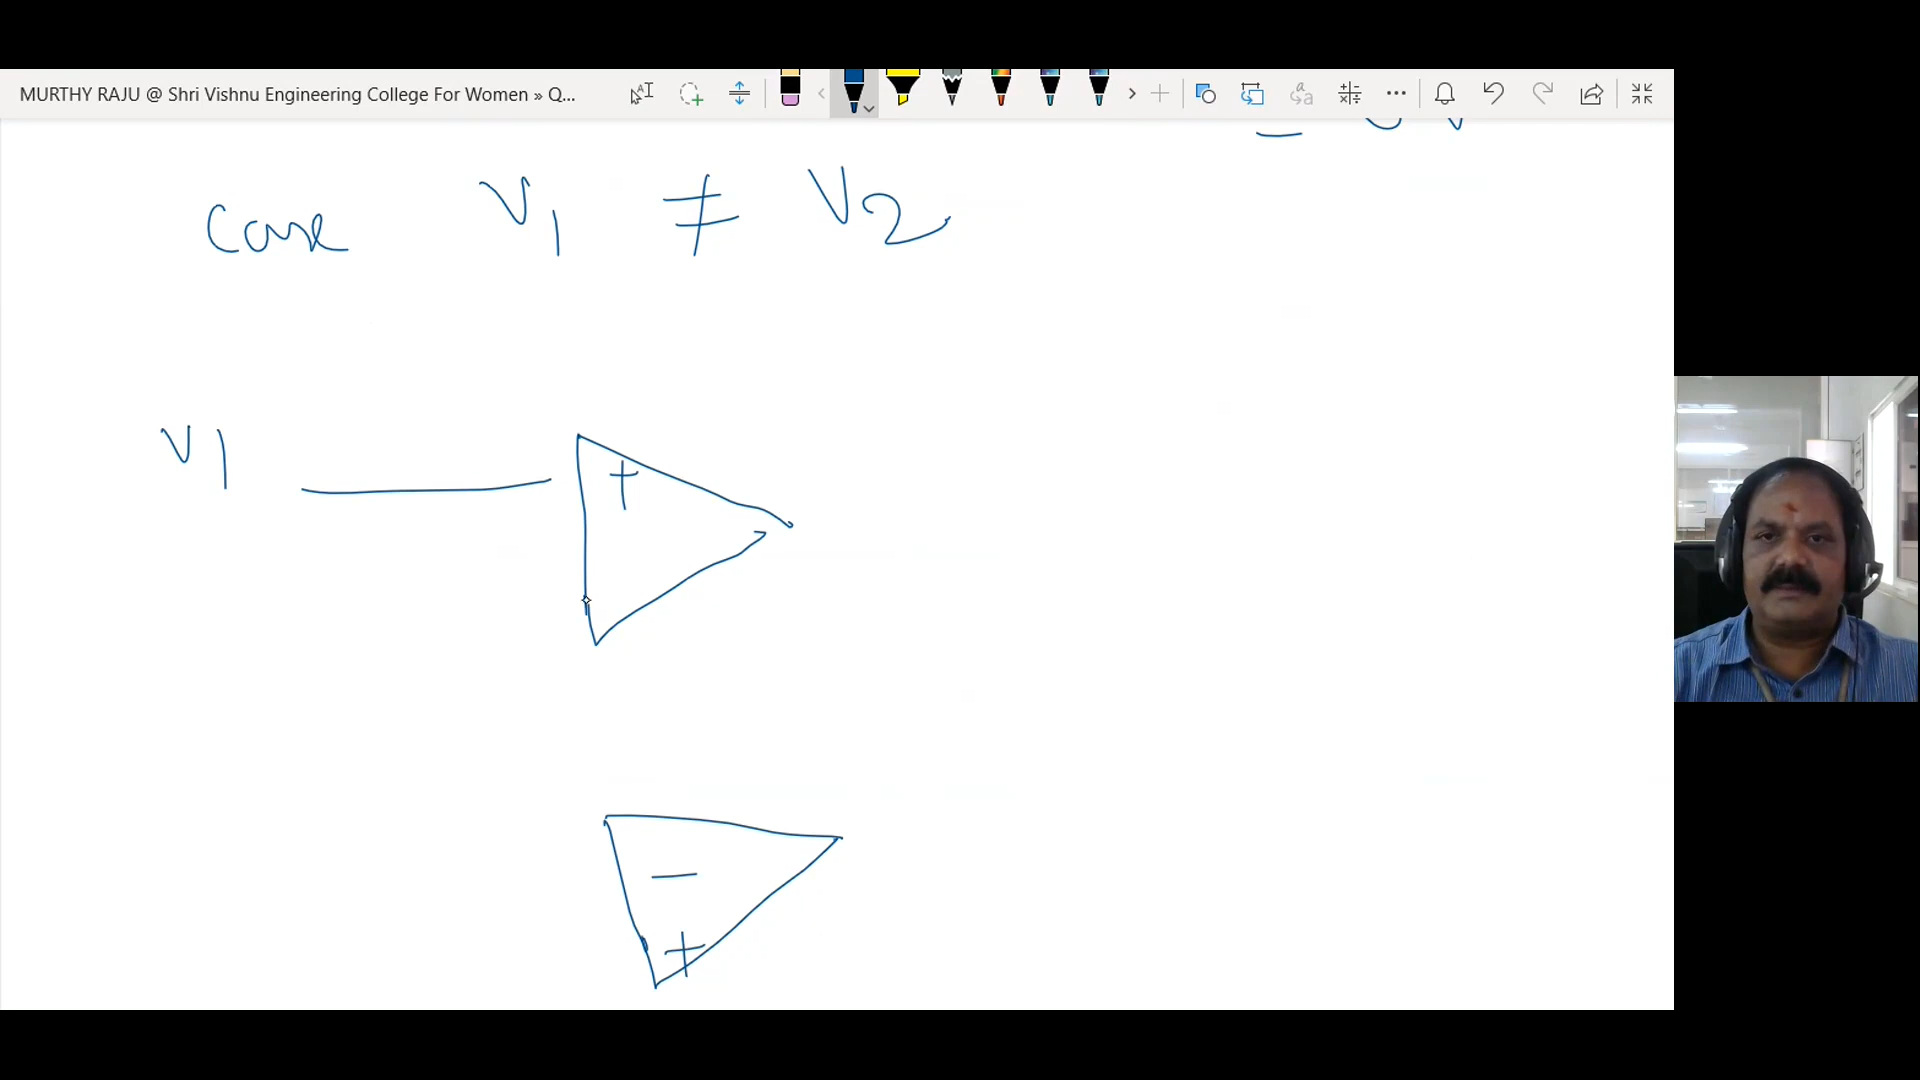 MURTHY RAJU @ Shri Vishnu Engineering College For Women » Q...
case V1 ≠ V2
V1
+
−
+